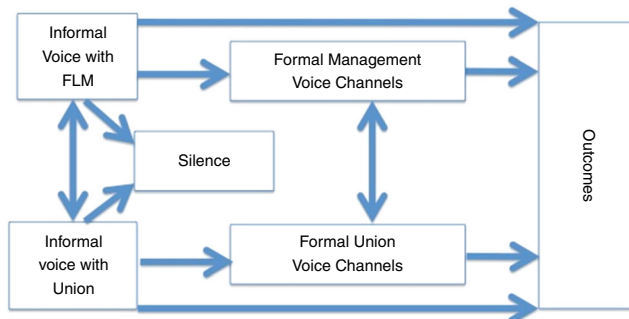 Informal
Voice with
FLM
Formal Management
Voice Channels
Silence
Outcomes
Informal
voice with
Union
Formal Union
Voice Channels